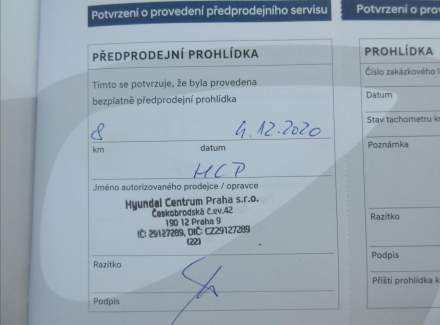 Potvrzení o provedení předprodejního servisu
PŘEDPRODEJNÍ PROHLÍDKA
Tímto se potvrzuje, že byla provedena
bezplatně předprodejní prohlídka
8 4.12.2020
km datum
HCP
Jméno autorizovaného prodejce / opravce
Hyundai Centrum Praha s.r.o.
Českobrodská č.ev.42
190 12 Praha 9
IČ: 29127289, DIČ: CZ29127289
(22)
Razítko
Podpis
Potvrzení o
PROHLÍDKA
Číslo zakázkového
Datum
Stav tachometru
Poznámka
Razítko
Podpis
Příští prohlídka